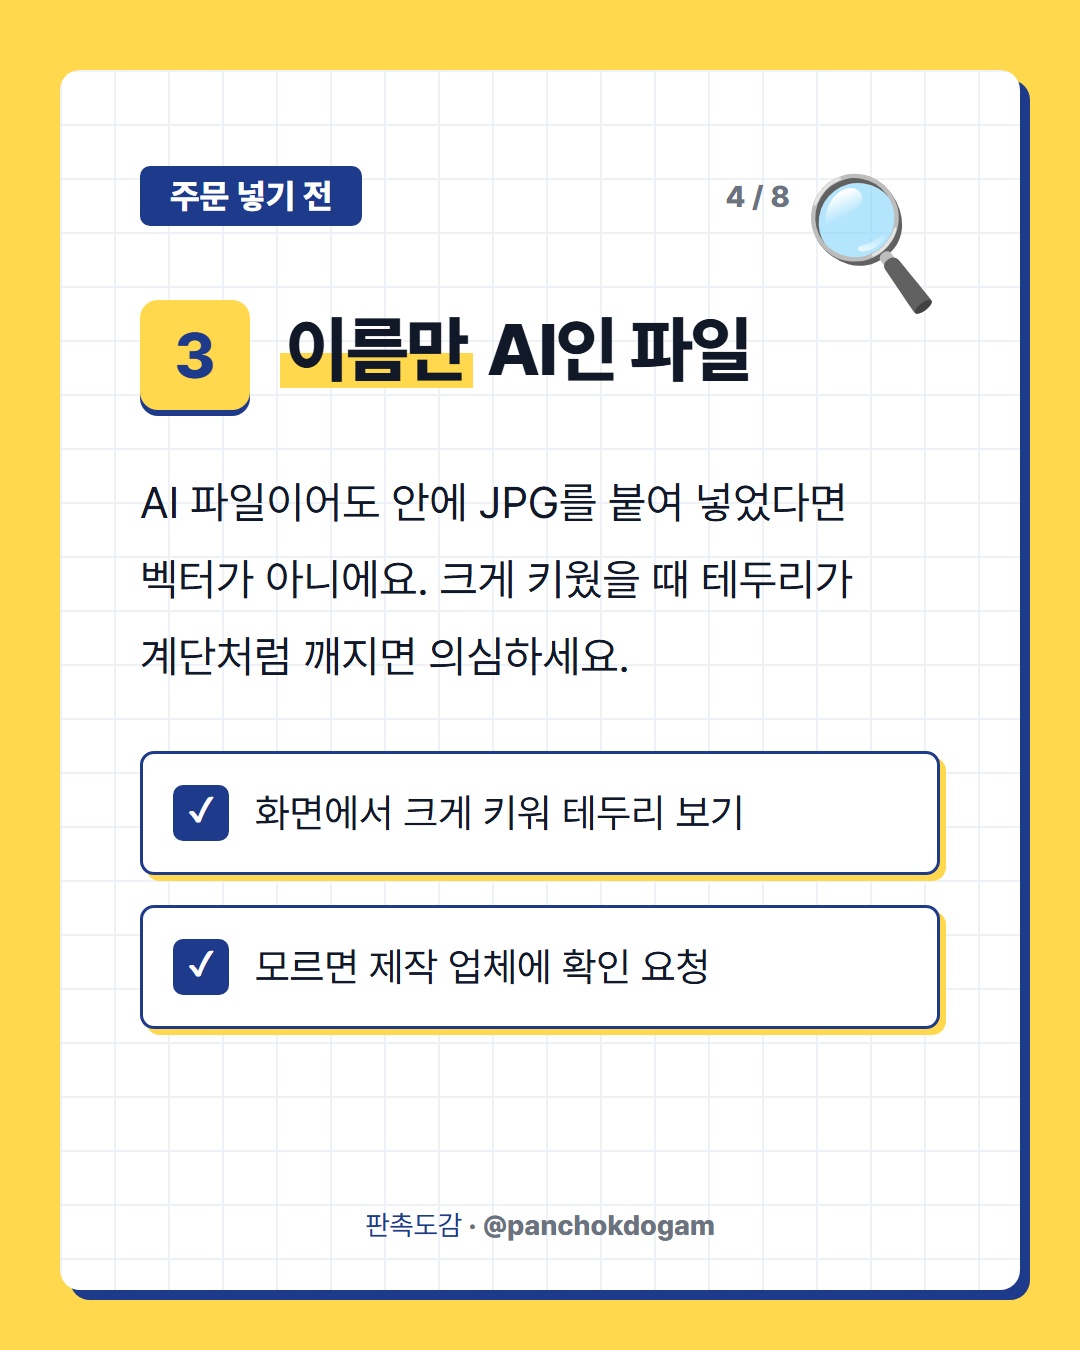 주문 넣기 전
4 / 8
3
이름만 AI인 파일
AI 파일이어도 안에 JPG를 붙여 넣었다면
벡터가 아니에요. 크게 키웠을 때 테두리가
계단처럼 깨지면 의심하세요.
화면에서 크게 키워 테두리 보기
모르면 제작 업체에 확인 요청
판촉도감 · @panchokdogam